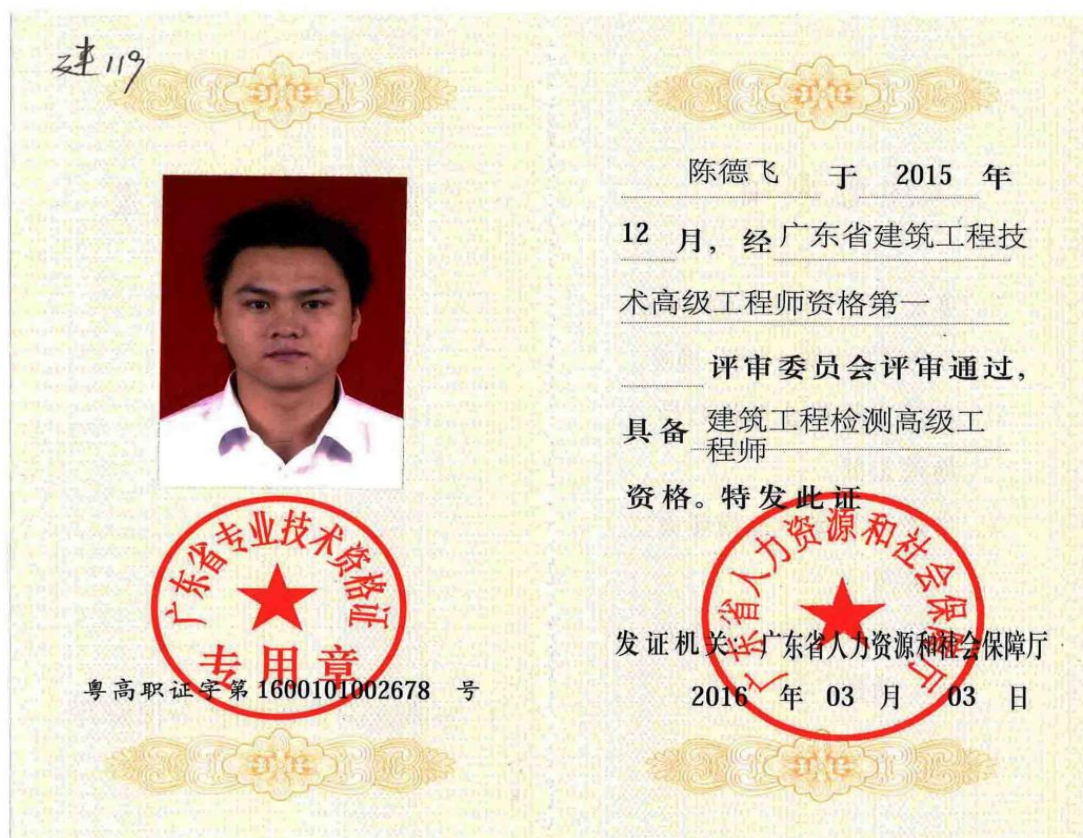 建119
广东省专业技术资格证
专用章
粤高职证字第 1600101002678 号
陈德飞 于 2015 年
12 月，经 广东省建筑工程技
术高级工程师资格第一
评审委员会评审通过，
具备 建筑工程检测高级工
程师
资格。特发此证
广东省人力资源和社会保障厅
发证机关：广东省人力资源和社会保障厅
2016 年 03 月 03 日